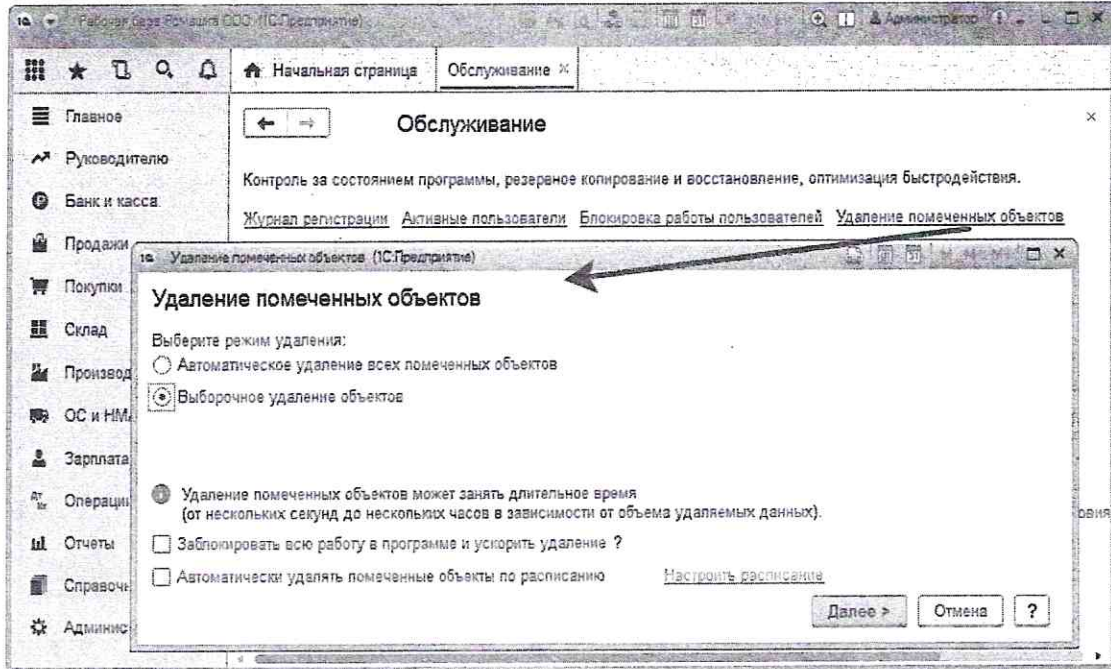 Рабочая база Ромашка ООО (1С:Предприятие)
Администратор
Начальная страница
Обслуживание
Главное
Руководителю
Банк и касса
Продажи
Покупки
Склад
Производ
ОС и НМА
Зарплата
Операции
Отчеты
Справочн
Админис
Обслуживание
Контроль за состоянием программы, резервное копирование и восстановление, оптимизация быстродействия.
Журнал регистрации Активные пользователи Блокировка работы пользователей Удаление помеченных объектов
Удаление помеченных объектов (1С:Предприятие)
Удаление помеченных объектов
Выберите режим удаления:
Автоматическое удаление всех помеченных объектов
Выборочное удаление объектов
Удаление помеченных объектов может занять длительное время
(от нескольких секунд до нескольких часов в зависимости от объема удаляемых данных).
Заблокировать всю работу в программе и ускорить удаление ?
Автоматически удалять помеченные объекты по расписанию Настроить расписание
Далее > Отмена ?